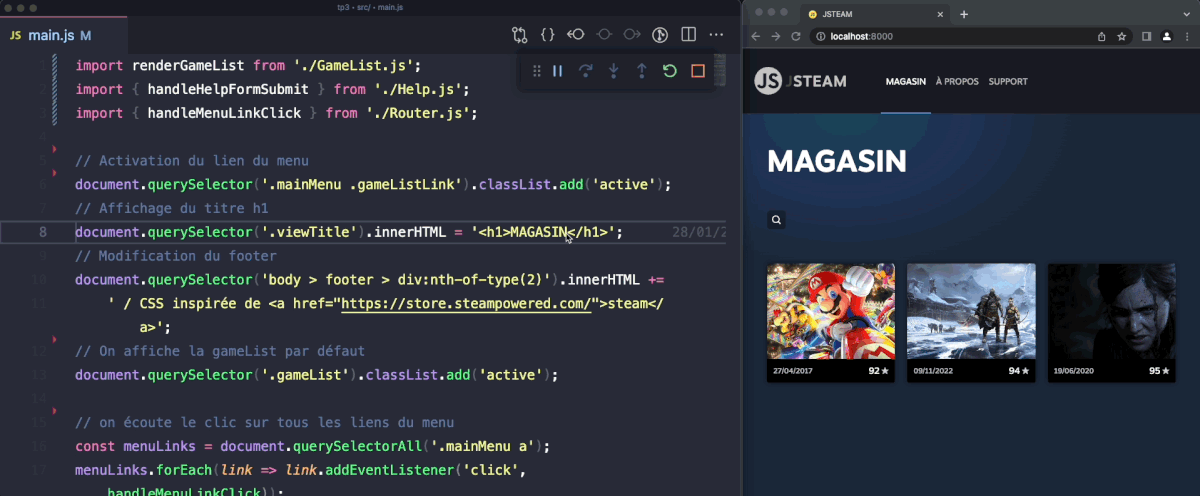 tp3 • src/ • main.js
JS main.js M
import renderGameList from './GameList.js';
import { handleHelpFormSubmit } from './Help.js';
import { handleMenuLinkClick } from './Router.js';
5 // Activation du lien du menu
6 document.querySelector('.mainMenu .gameListLink').classList.add('active');
7 // Affichage du titre h1
8 document.querySelector('.viewTitle').innerHTML = '<h1>MAGASIN</h1>'; 28/01/2
9 // Modification du footer
10 document.querySelector('body > footer > div:nth-of-type(2)').innerHTML +=
11 ' / CSS inspirée de <a href="https://store.steampowered.com/">steam</
a>';
12 // On affiche la gameList par défaut
13 document.querySelector('.gameList').classList.add('active');
14
15 // on écoute le clic sur tous les liens du menu
16 const menuLinks = document.querySelectorAll('.mainMenu a');
17 menuLinks.forEach(link => link.addEventListener('click',
handleMenuLinkClick));
JSTEAM
localhost:8000
JS JSTEAM
MAGASIN À PROPOS SUPPORT
MAGASIN
27/04/2017 92 ★
09/11/2022 94 ★
19/06/2020 95 ★